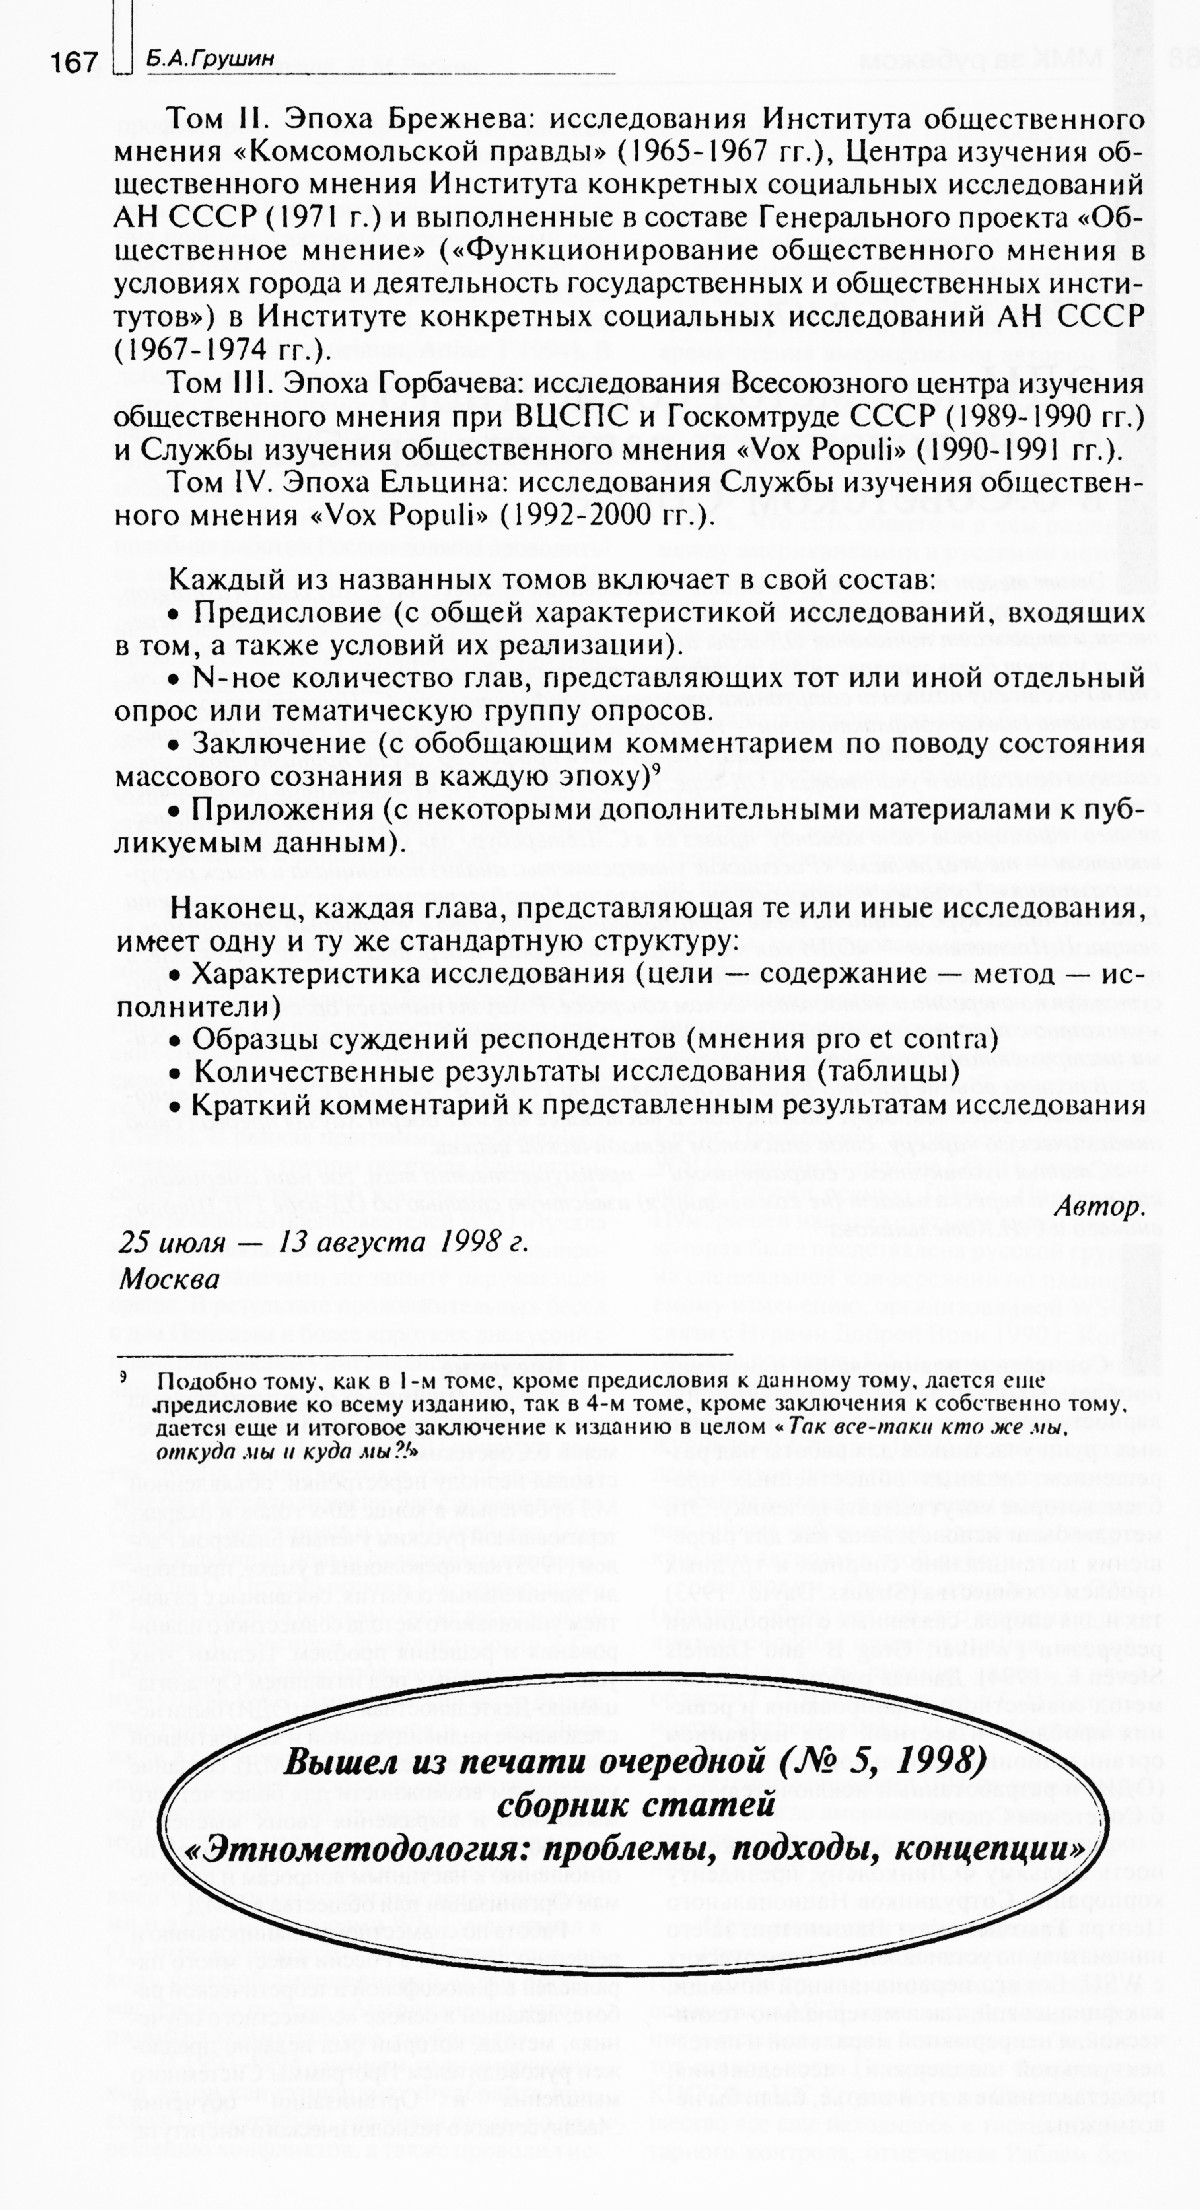 167 Б.А.Грушин
Том II. Эпоха Брежнева: исследования Института общественного
мнения «Комсомольской правды» (1965-1967 гг.), Центра изучения об-
щественного мнения Института конкретных социальных исследований
АН СССР (1971 г.) и выполненные в составе Генерального проекта «Об-
щественное мнение» («Функционирование общественного мнения в
условиях города и деятельность государственных и общественных инсти-
тутов») в Институте конкретных социальных исследований АН СССР
(1967-1974 гг.).
Том III. Эпоха Горбачева: исследования Всесоюзного центра изучения
общественного мнения при ВЦСПС и Госкомтруде СССР (1989-1990 гг.)
и Службы изучения общественного мнения «Vox Populi» (1990-1991 гг.).
Том IV. Эпоха Ельцина: исследования Службы изучения обществен-
ного мнения «Vox Populi» (1992-2000 гг.).
Каждый из названных томов включает в свой состав:
• Предисловие (с общей характеристикой исследований, входящих
в том, а также условий их реализации).
• N-ное количество глав, представляющих тот или иной отдельный
опрос или тематическую группу опросов.
• Заключение (с обобщающим комментарием по поводу состояния
массового сознания в каждую эпоху)⁹
• Приложения (с некоторыми дополнительными материалами к пуб-
ликуемым данным).
Наконец, каждая глава, представляющая те или иные исследования,
имеет одну и ту же стандартную структуру:
• Характеристика исследования (цели — содержание — метод — ис-
полнители)
• Образцы суждений респондентов (мнения pro et contra)
• Количественные результаты исследования (таблицы)
• Краткий комментарий к представленным результатам исследования
Автор.
25 июля — 13 августа 1998 г.
Москва
⁹ Подобно тому, как в 1-м томе, кроме предисловия к данному тому, дается еще
предисловие ко всему изданию, так в 4-м томе, кроме заключения к собственно тому,
дается еще и итоговое заключение к изданию в целом «Так все-таки кто же мы,
откуда мы и куда мы?!»
Вышел из печати очередной (№ 5, 1998)
сборник статей
«Этнометодология: проблемы, подходы, концепции»